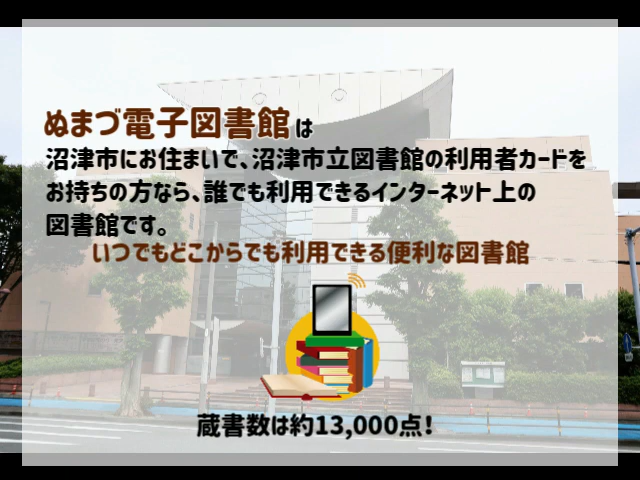 ぬまづ電子図書館は
沼津市にお住まいで、沼津市立図書館の利用者カードを
お持ちの方なら、誰でも利用できるインターネット上の
図書館です。
いつでもどこからでも利用できる便利な図書館
蔵書数は約13,000点!